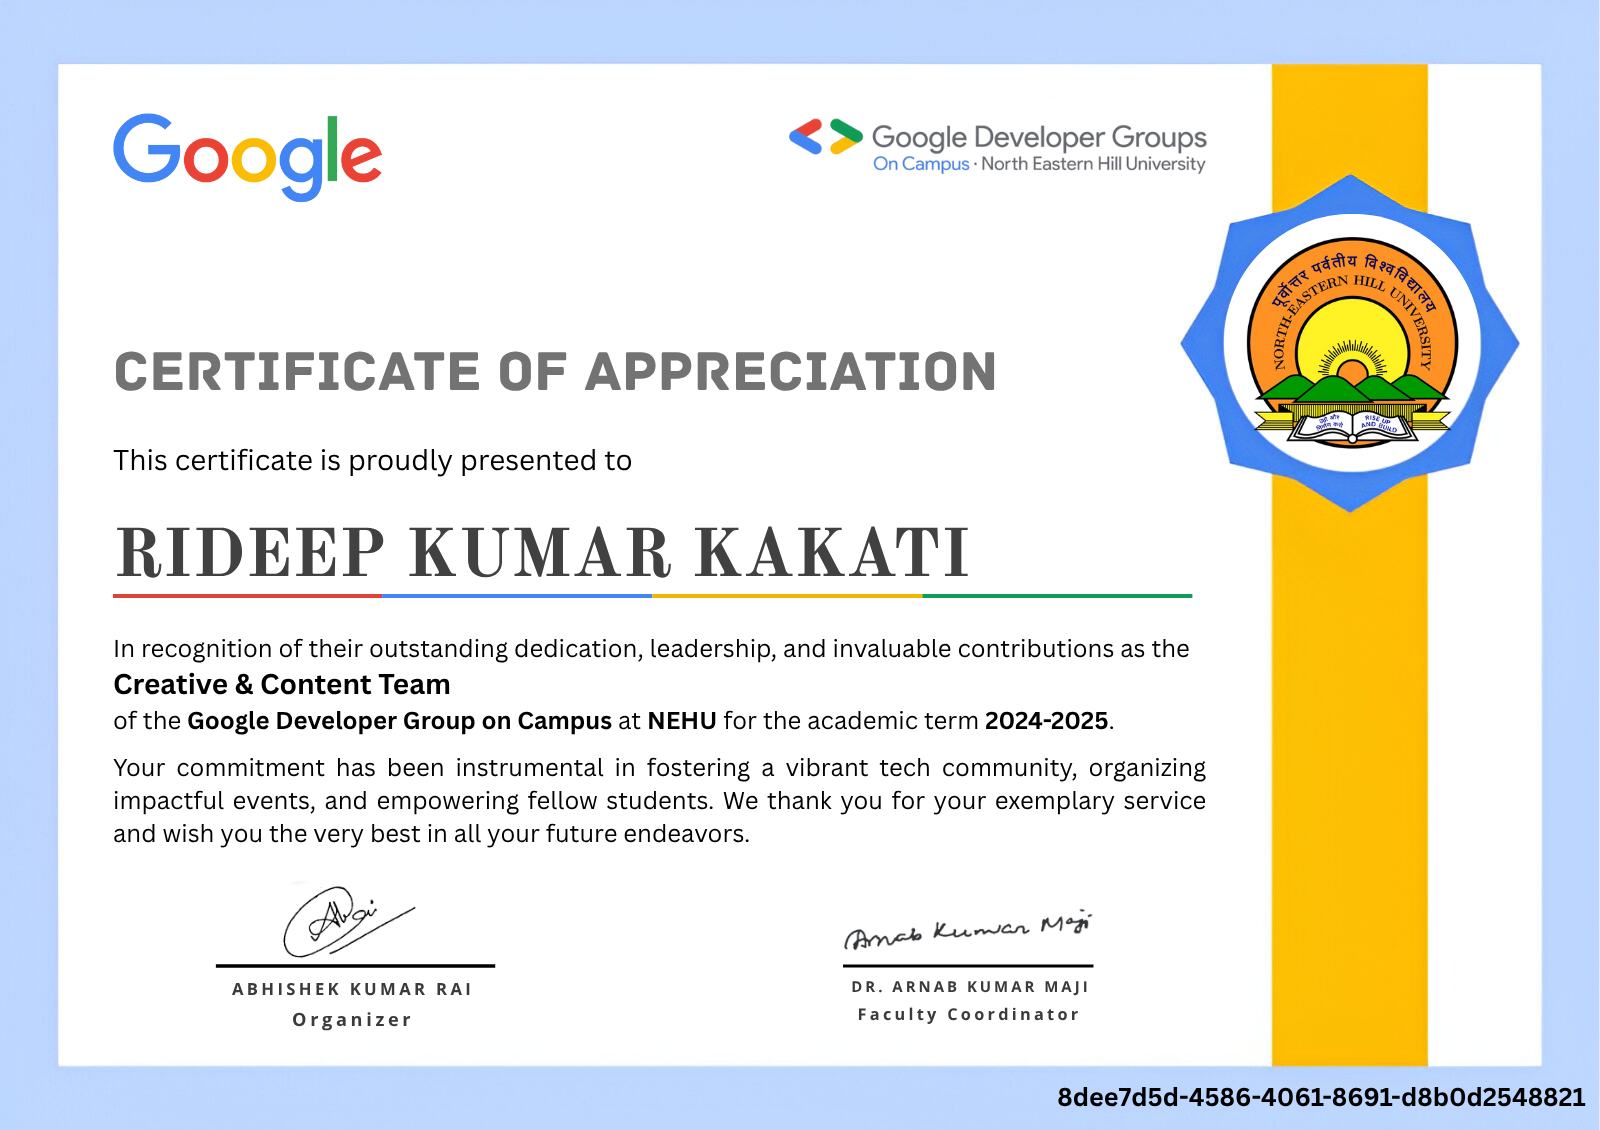 Google
Google Developer Groups
On Campus · North Eastern Hill University
पूर्वोत्तर पर्वतीय विश्वविद्यालय
NORTH-EASTERN HILL UNIVERSITY
उठो और
निर्माण करो
RISE UP
AND BUILD
CERTIFICATE OF APPRECIATION
This certificate is proudly presented to
RIDEEP KUMAR KAKATI
In recognition of their outstanding dedication, leadership, and invaluable contributions as the
Creative & Content Team
of the Google Developer Group on Campus at NEHU for the academic term 2024-2025.
Your commitment has been instrumental in fostering a vibrant tech community, organizing
impactful events, and empowering fellow students. We thank you for your exemplary service
and wish you the very best in all your future endeavors.
Arnab Kumar Maji
ABHISHEK KUMAR RAI
Organizer
DR. ARNAB KUMAR MAJI
Faculty Coordinator
8dee7d5d-4586-4061-8691-d8b0d2548821